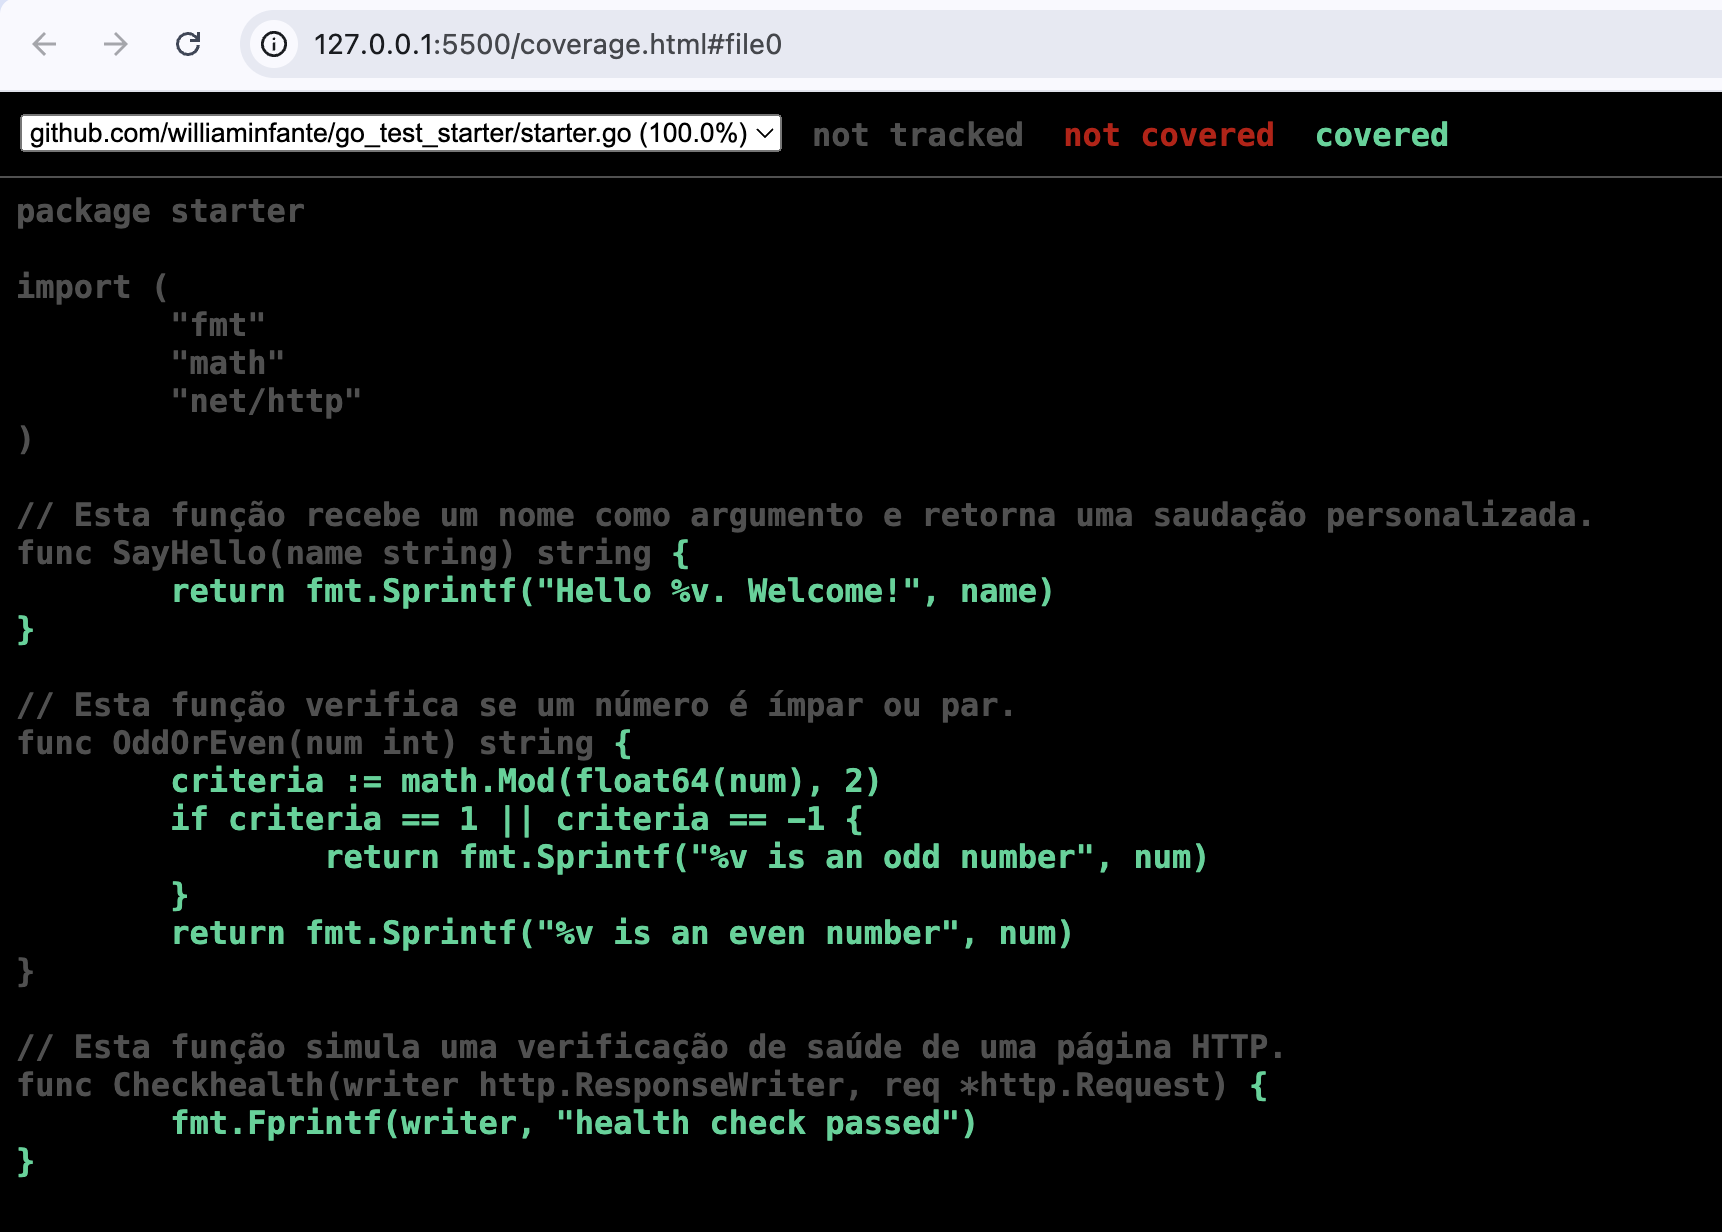 127.0.0.1:5500/coverage.html#file0
github.com/williaminfante/go_test_starter/starter.go (100.0%) not tracked not covered covered
package starter
import (
"fmt"
"math"
"net/http"
)
// Esta função recebe um nome como argumento e retorna uma saudação personalizada.
func SayHello(name string) string {
return fmt.Sprintf("Hello %v. Welcome!", name)
}
// Esta função verifica se um número é ímpar ou par.
func OddOrEven(num int) string {
criteria := math.Mod(float64(num), 2)
if criteria == 1 || criteria == -1 {
return fmt.Sprintf("%v is an odd number", num)
}
return fmt.Sprintf("%v is an even number", num)
}
// Esta função simula uma verificação de saúde de uma página HTTP.
func Checkhealth(writer http.ResponseWriter, req *http.Request) {
fmt.Fprintf(writer, "health check passed")
}